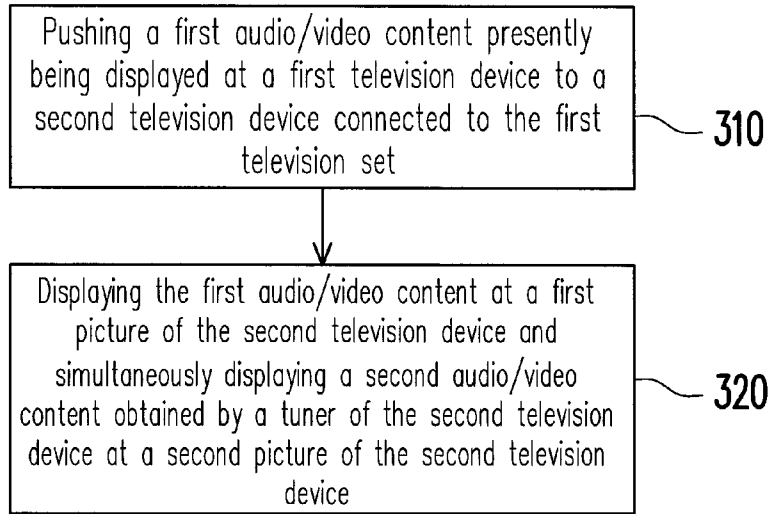 Pushing a first audio/video content presently
being displayed at a first television device to a
second television device connected to the first
television set
310
Displaying the first audio/video content at a first
picture of the second television device and
simultaneously displaying a second audio/video
content obtained by a tuner of the second television
device at a second picture of the second television
device
320